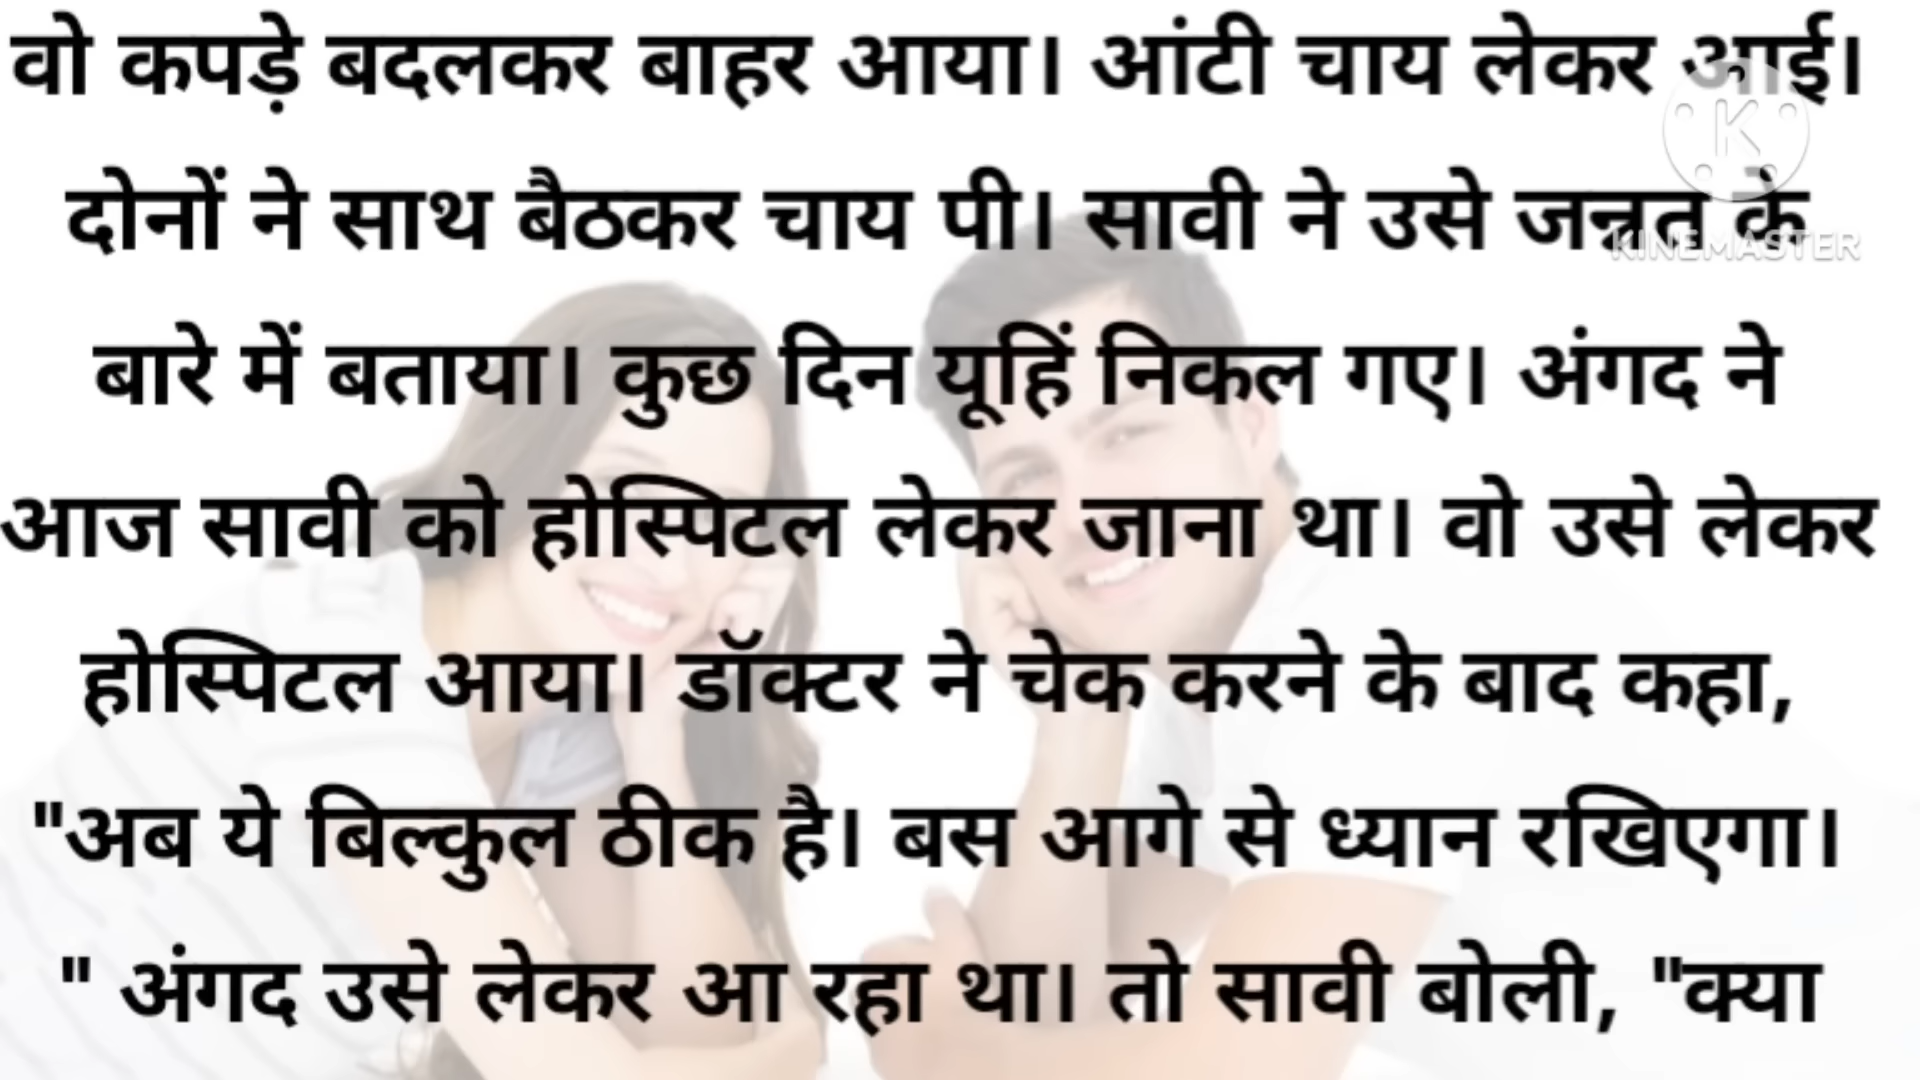 वो कपड़े बदलकर बाहर आया। आंटी चाय लेकर आई।
दोनों ने साथ बैठकर चाय पी। सावी ने उसे जन्नत के
KINEMASTER
बारे में बताया। कुछ दिन यूहिं निकल गए। अंगद ने
आज सावी को होस्पिटल लेकर जाना था। वो उसे लेकर
होस्पिटल आया। डॉक्टर ने चेक करने के बाद कहा,
"अब ये बिल्कुल ठीक है। बस आगे से ध्यान रखिएगा।
" अंगद उसे लेकर आ रहा था। तो सावी बोली, "क्या